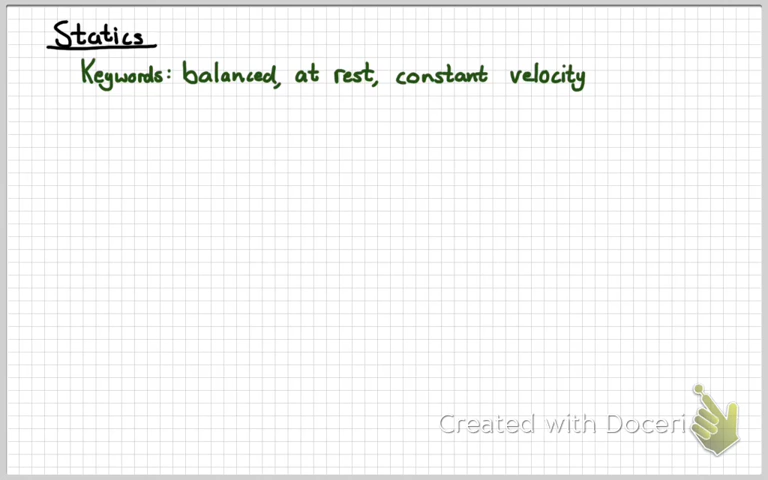 Statics
Keywords: balanced, at rest, constant velocity
Created with Doceri